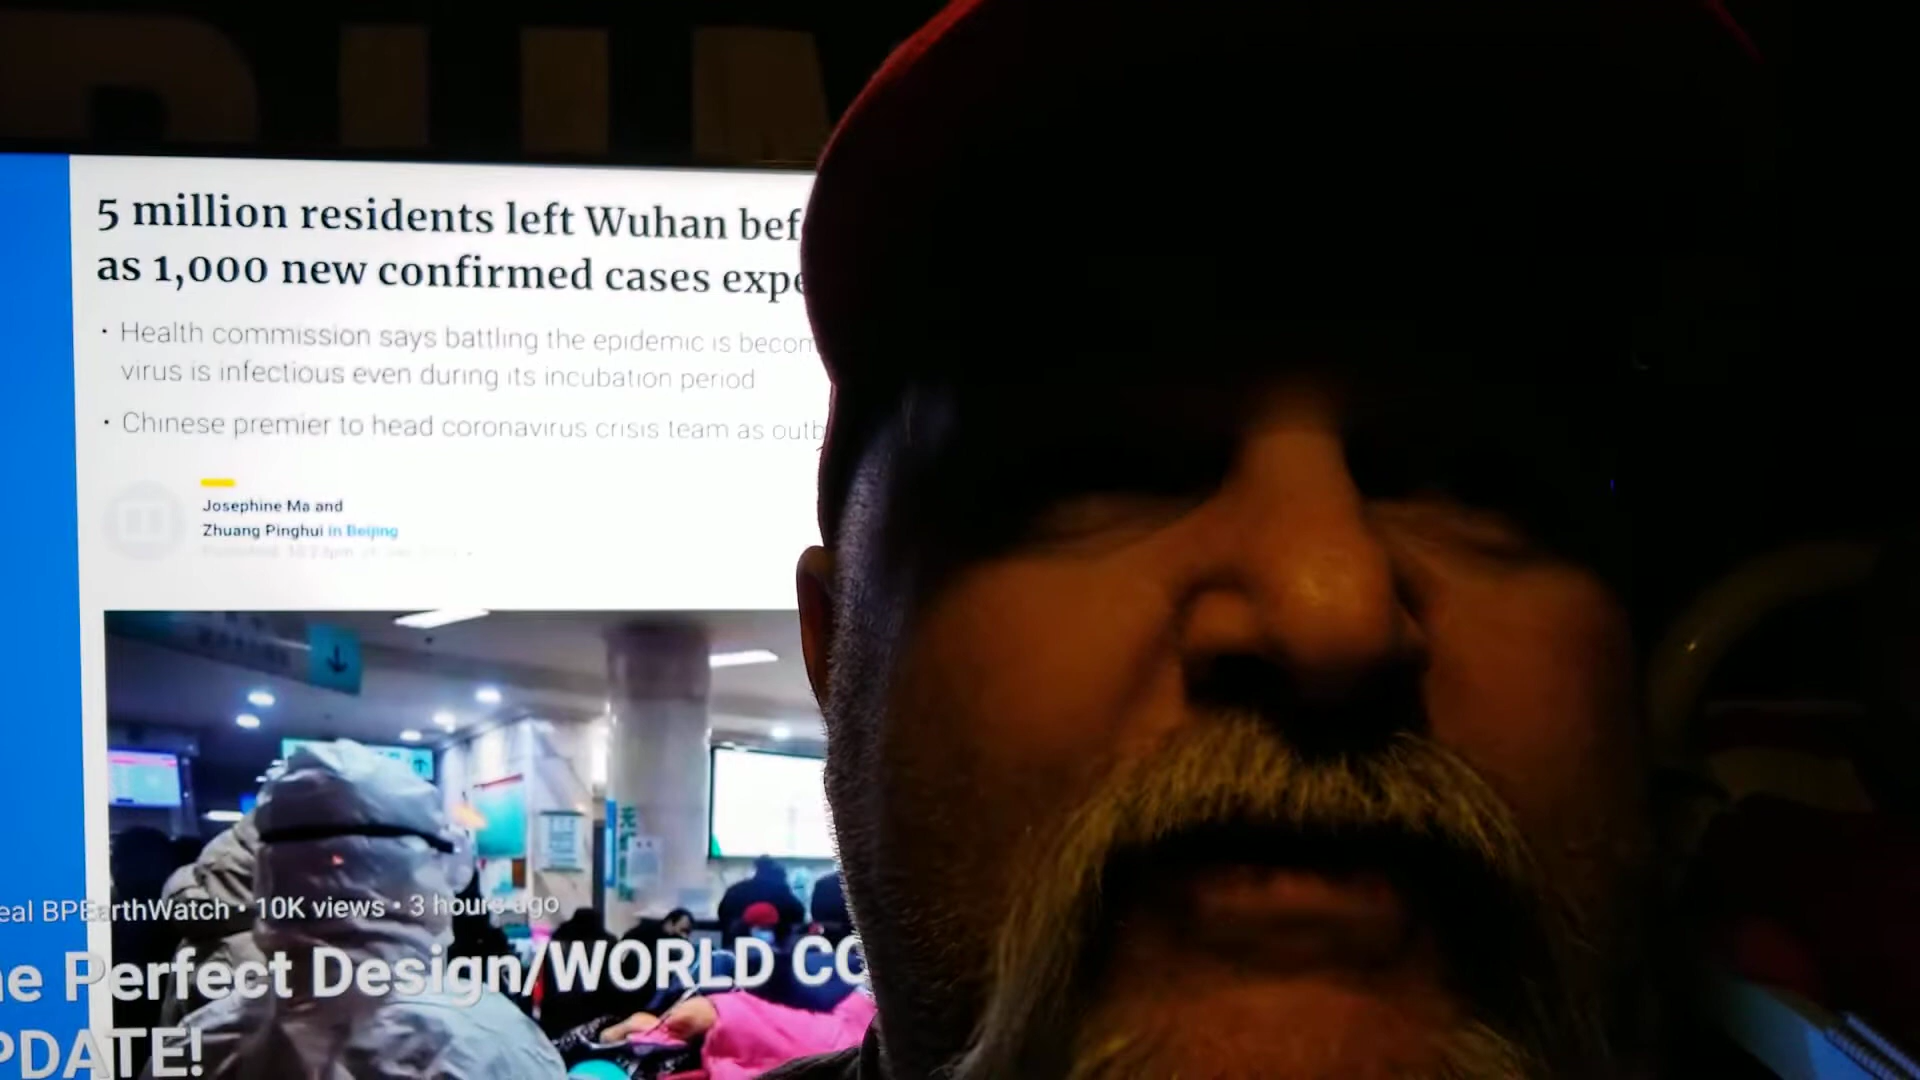 5 million residents left Wuhan bef
as 1,000 new confirmed cases expe
• Health commission says battling the epidemic is becom
virus is infectious even during its incubation period
• Chinese premier to head coronavirus crisis team as outb
Josephine Ma and
Zhuang Pinghui in Beijing
eal BPEarthWatch • 10K views • 3 hours ago
e Perfect Design/WORLD CO
PDATE!